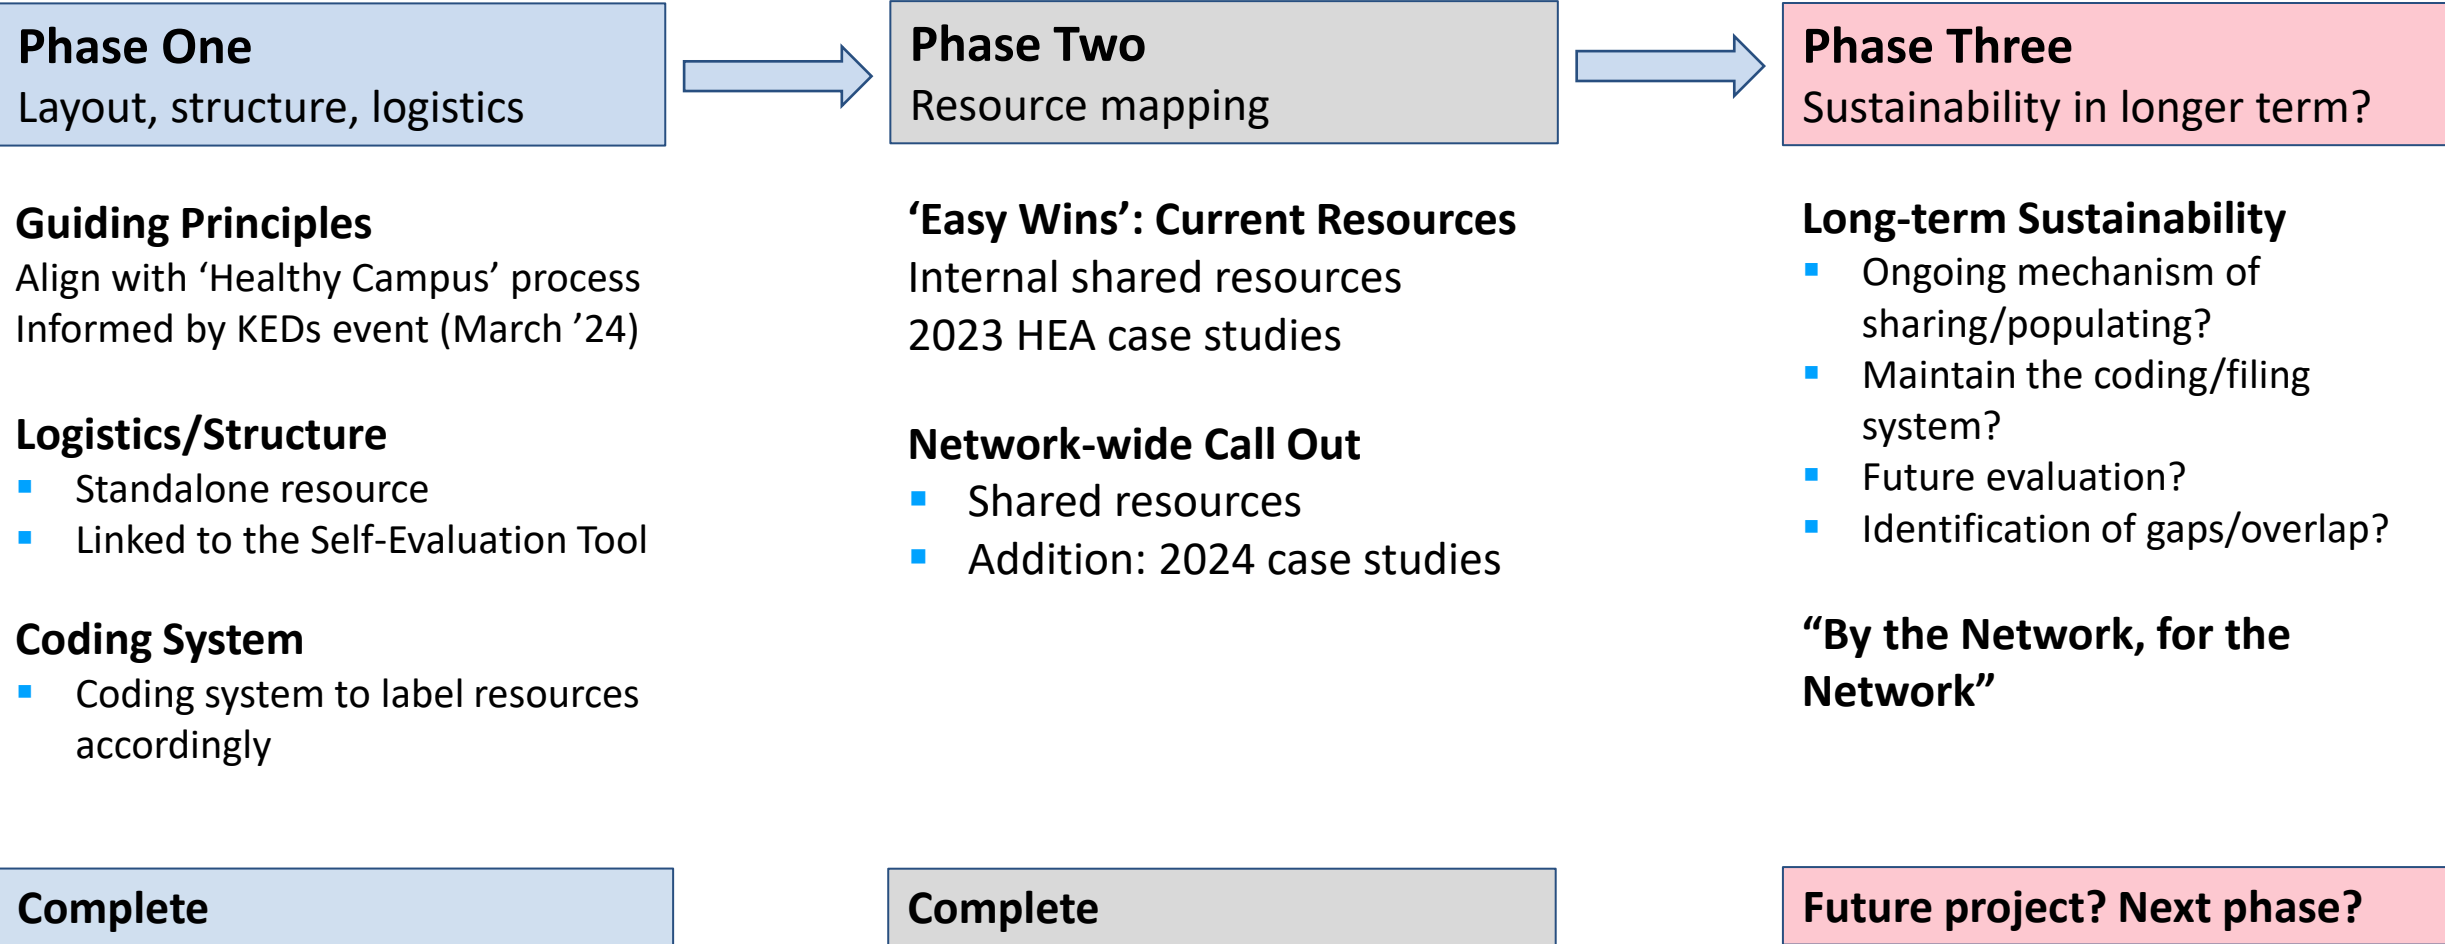 Phase One
Layout, structure, logistics
Guiding Principles
Align with ‘Healthy Campus’ process
Informed by KEDs event (March ’24)
Logistics/Structure
▪ Standalone resource
▪ Linked to the Self-Evaluation Tool
Coding System
▪ Coding system to label resources
accordingly
Complete
Phase Two
Resource mapping
‘Easy Wins’: Current Resources
Internal shared resources
2023 HEA case studies
Network-wide Call Out
▪ Shared resources
▪ Addition: 2024 case studies
Complete
Phase Three
Sustainability in longer term?
Long-term Sustainability
▪ Ongoing mechanism of
sharing/populating?
▪ Maintain the coding/filing
system?
▪ Future evaluation?
▪ Identification of gaps/overlap?
“By the Network, for the
Network”
Future project? Next phase?